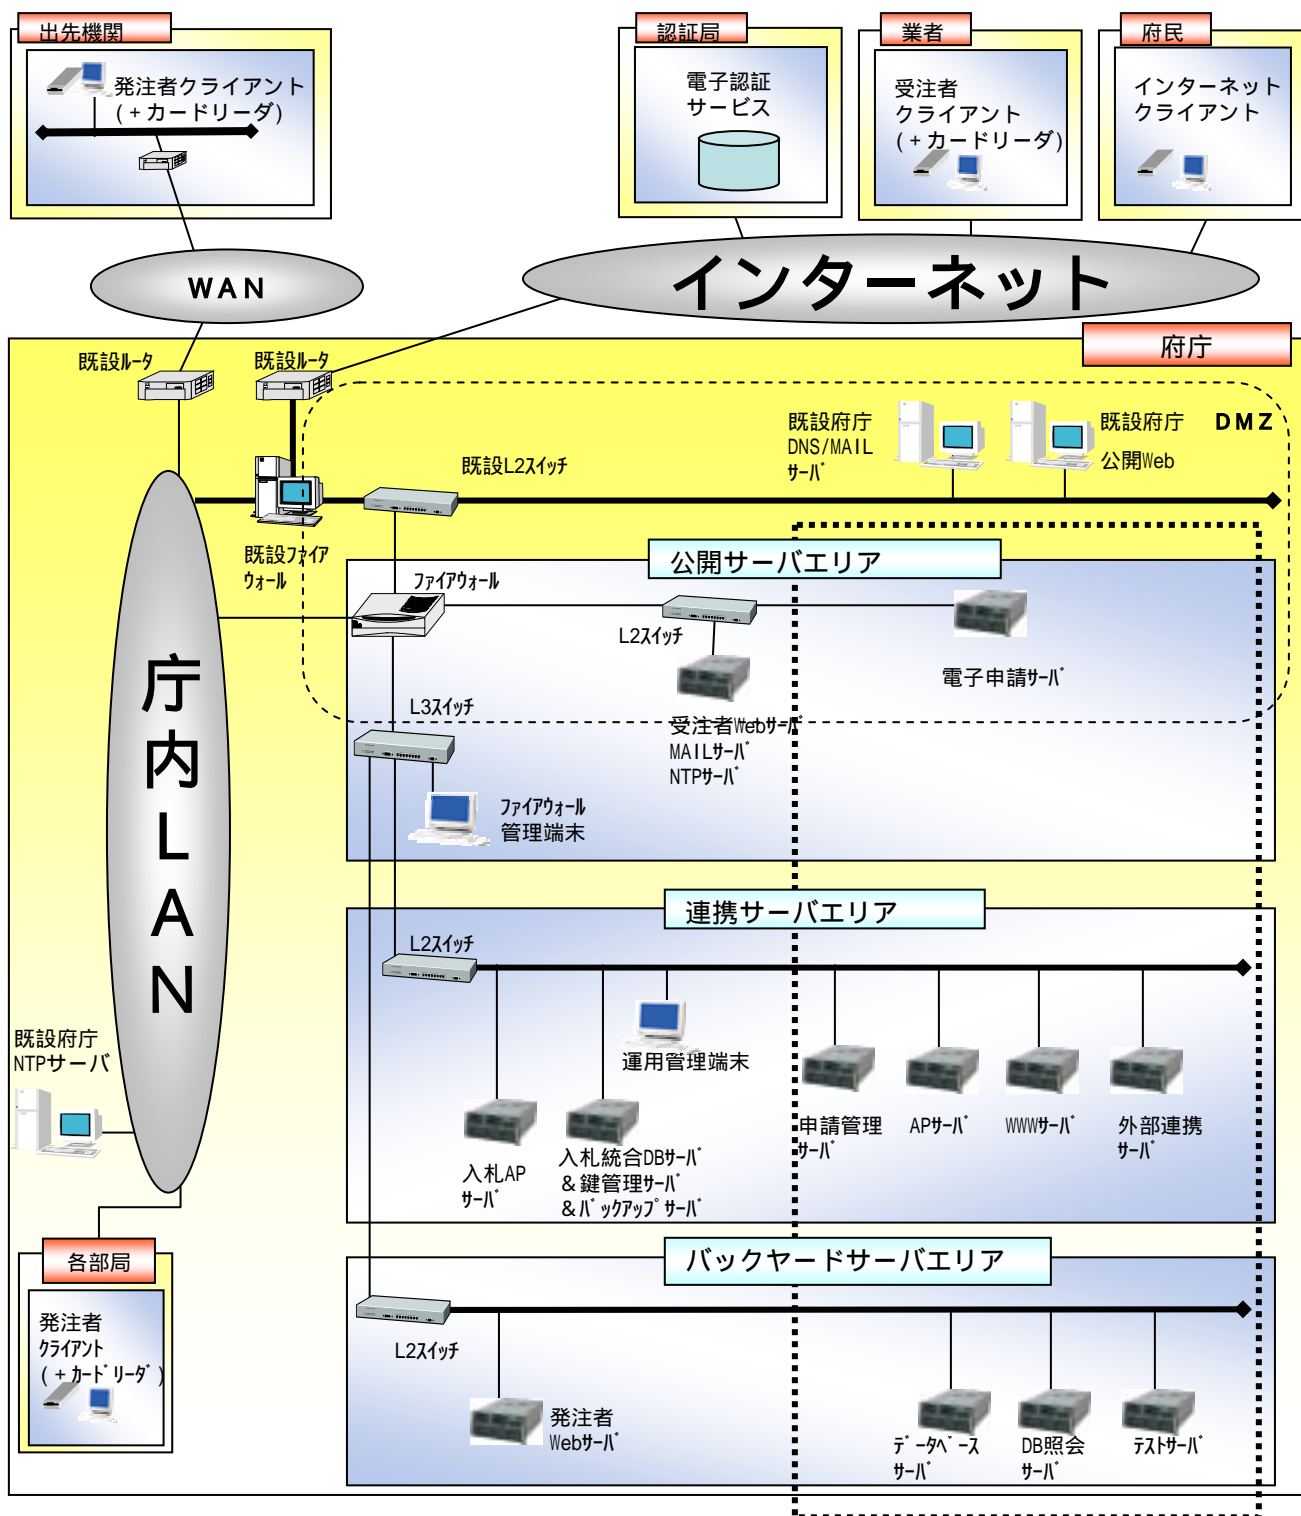 出先機関
発注者クライアント
(+カードリーダ)
認証局
電子認証
サービス
業者
受注者
クライアント
(+カードリーダ)
府民
インターネット
クライアント
WAN
インターネット
府庁
既設ルータ
既設ルータ
既設L2スイッチ
既設府庁
DNS/MAIL
サーバ
既設府庁
公開Web
DMZ
既設ファイア
ウォール
公開サーバエリア
ファイアウォール
L2スイッチ
電子申請サーバ
受注者Webサーバ
MAILサーバ
NTPサーバ
L3スイッチ
ファイアウォール
管理端末
庁内LAN
連携サーバエリア
L2スイッチ
運用管理端末
入札AP
サーバ
入札統合DBサーバ
&鍵管理サーバ
&バックアップサーバ
申請管理
サーバ
APサーバ
WWWサーバ
外部連携
サーバ
既設府庁
NTPサーバ
各部局
発注者
クライアント
(+カードリーダ)
バックヤードサーバエリア
L2スイッチ
発注者
Webサーバ
データベース
サーバ
DB照会
サーバ
テストサーバ